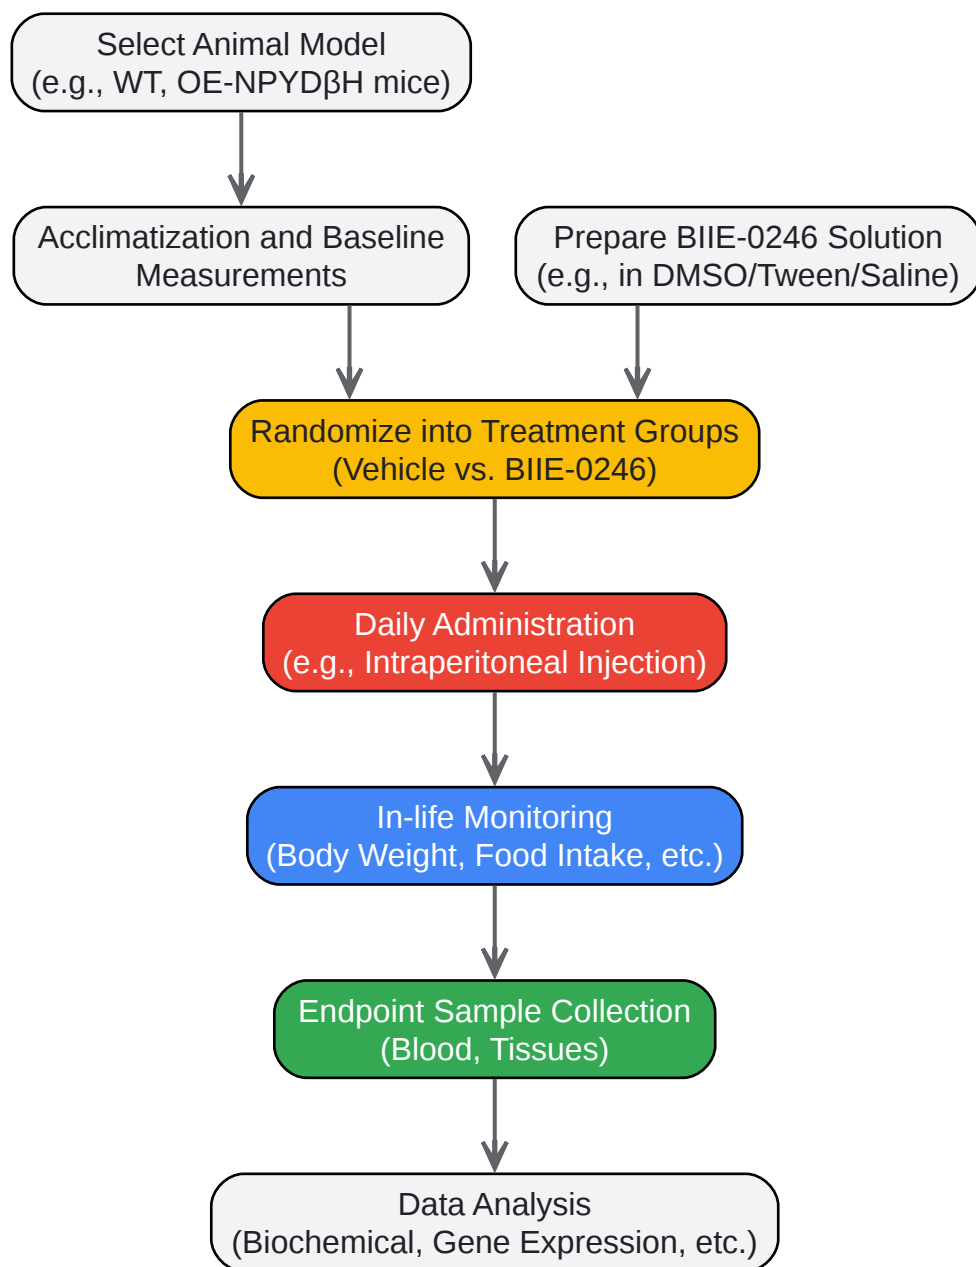 Select Animal Model
(e.g., WT, OE-NPYDβH mice)
Acclimatization and Baseline
Measurements
Prepare BIIE-0246 Solution
(e.g., in DMSO/Tween/Saline)
Randomize into Treatment Groups
(Vehicle vs. BIIE-0246)
Daily Administration
(e.g., Intraperitoneal Injection)
In-life Monitoring
(Body Weight, Food Intake, etc.)
Endpoint Sample Collection
(Blood, Tissues)
Data Analysis
(Biochemical, Gene Expression, etc.)